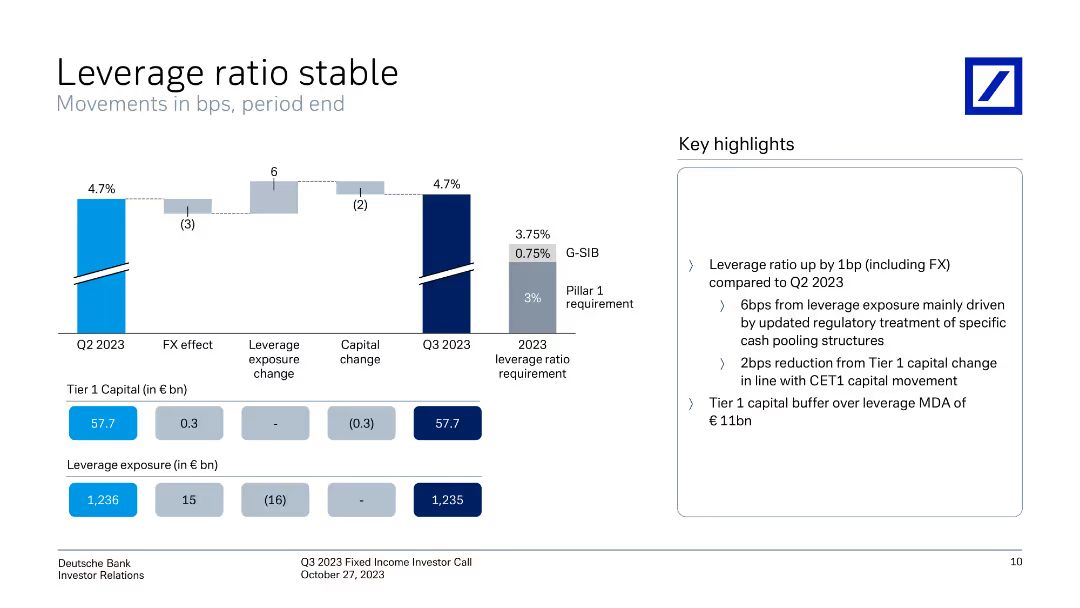 Leverage ratio stable
Movements in bps, period end
4.7%
(3)
6
(2)
4.7%
3.75%
0.75%
G-SIB
3%
Pillar 1
requirement
Q2 2023
FX effect
Leverage
exposure
change
Capital
change
Q3 2023
2023
leverage ratio
requirement
Tier 1 Capital (in € bn)
57.7
0.3
-
(0.3)
57.7
Leverage exposure (in € bn)
1,236
15
(16)
-
1,235
Key highlights
〉 Leverage ratio up by 1bp (including FX)
compared to Q2 2023
〉 6bps from leverage exposure mainly driven
by updated regulatory treatment of specific
cash pooling structures
〉 2bps reduction from Tier 1 capital change
in line with CET1 capital movement
〉 Tier 1 capital buffer over leverage MDA of
€ 11bn
Deutsche Bank
Investor Relations
Q3 2023 Fixed Income Investor Call
October 27, 2023
10